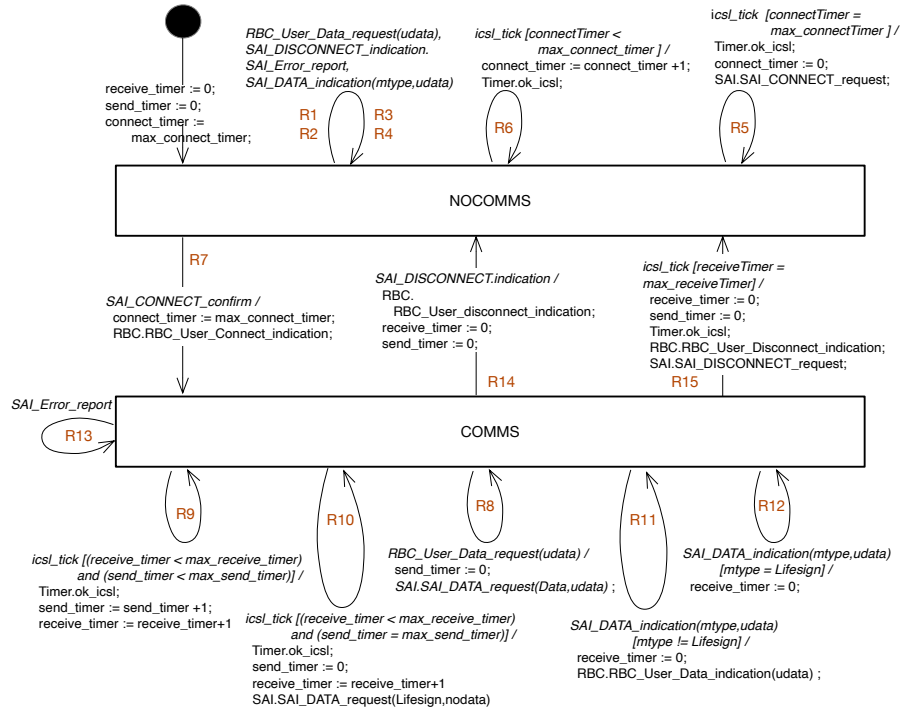 receive_timer := 0;
send_timer := 0;
connect_timer :=
max_connect_timer;
RBC_User_Data_request(udata),
SAI_DISCONNECT_indication.
SAI_Error_report,
SAI_DATA_indication(mtype,udata)
R1
R2
R3
R4
icsl_tick [connectTimer <
max_connect_timer ] /
connect_timer := connect_timer +1;
Timer.ok_icsl;
R6
icsl_tick [connectTimer =
max_connectTimer ] /
Timer.ok_icsl;
connect_timer := 0;
SAI.SAI_CONNECT_request;
R5
NOCOMMS
R7
SAI_CONNECT_confirm /
connect_timer := max_connect_timer;
RBC.RBC_User_Connect_indication;
SAI_DISCONNECT.indication /
RBC.
RBC_User_disconnect_indication;
receive_timer := 0;
send_timer := 0;
R14
icsl_tick [receiveTimer =
max_receiveTimer] /
receive_timer := 0;
send_timer := 0;
Timer.ok_icsl;
RBC.RBC_User_Disconnect_indication;
SAI.SAI_DISCONNECT_request;
R15
SAI_Error_report
R13
COMMS
R9
icsl_tick [(receive_timer < max_receive_timer)
and (send_timer < max_send_timer)] /
Timer.ok_icsl;
send_timer := send_timer +1;
receive_timer := receive_timer+1
R10
icsl_tick [(receive_timer < max_receive_timer)
and (send_timer = max_send_timer)] /
Timer.ok_icsl;
send_timer := 0;
receive_timer := receive_timer+1
SAI.SAI_DATA_request(Lifesign,nodata)
R8
RBC_User_Data_request(udata) /
send_timer := 0;
SAI.SAI_DATA_request(Data,udata) ;
R11
SAI_DATA_indication(mtype,udata)
[mtype != Lifesign] /
receive_timer := 0;
RBC.RBC_User_Data_indication(udata) ;
R12
SAI_DATA_indication(mtype,udata)
[mtype = Lifesign] /
receive_timer := 0;